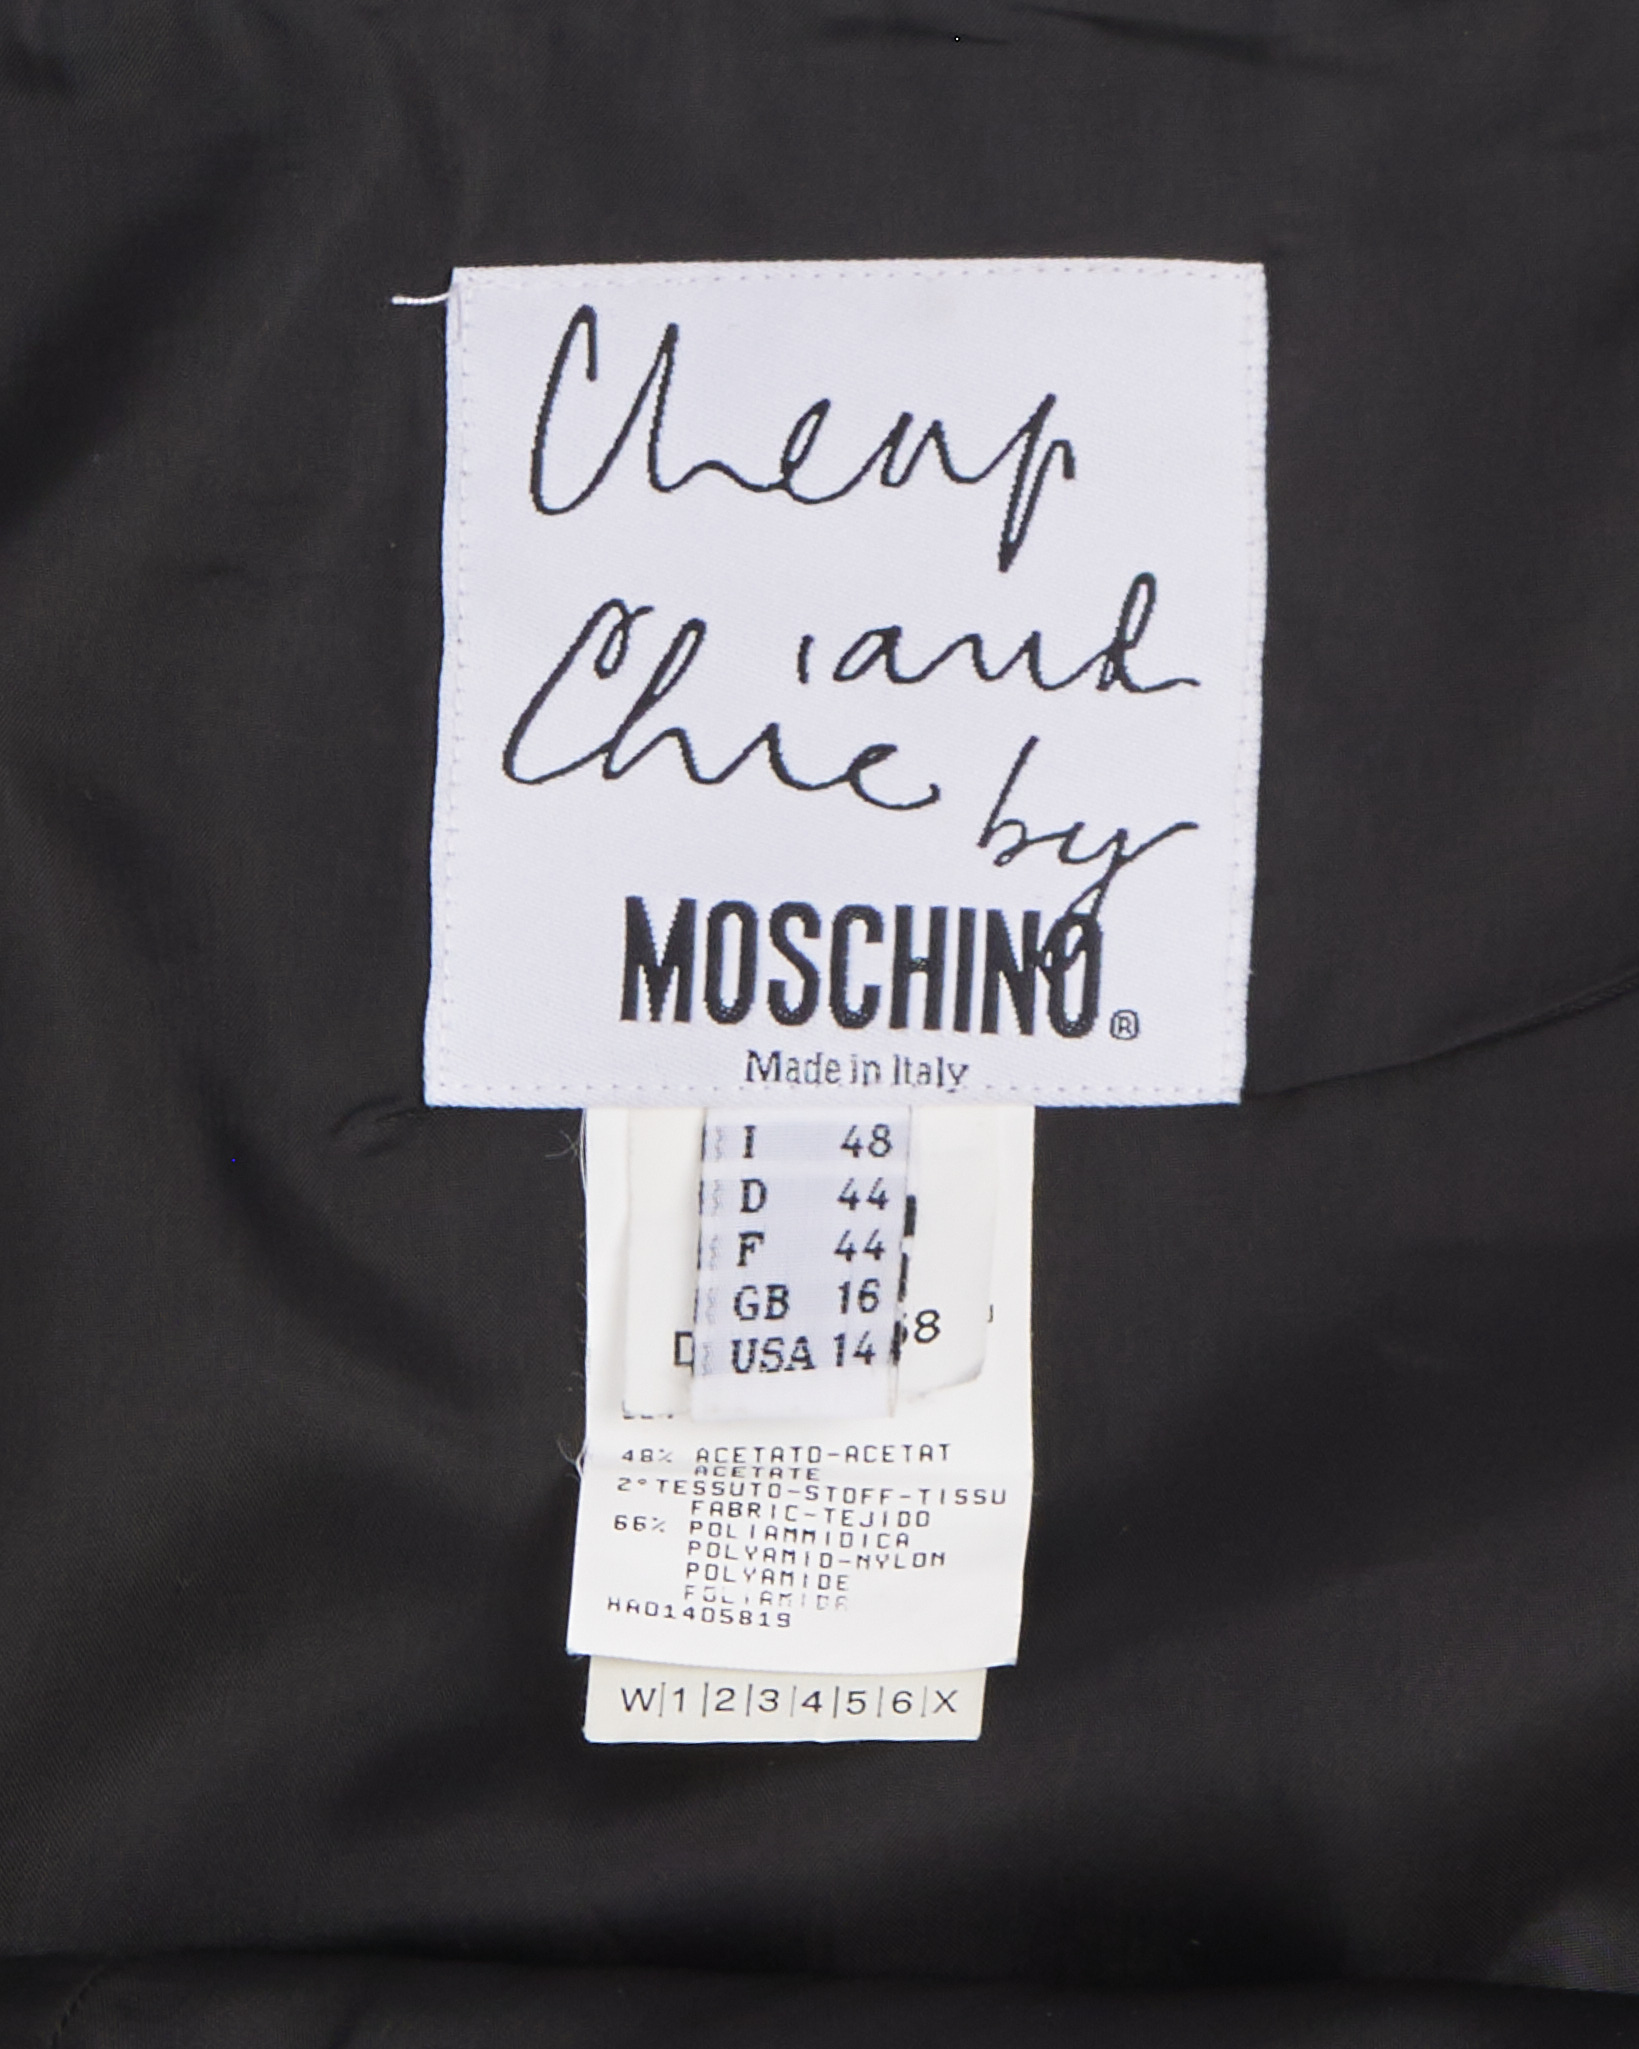 Cheap
and
Chic by
MOSCHINO®
Made in Italy
I 48
D 44
F 44
GB 16
USA 14
48% ACETATO-ACETAT
ACETATE
2°TESSUTO-STOFF-TISSU
FABRIC-TEJIDO
66% POLIAMMIDICA
POLYAMID-NYLON
POLYAMIDE
POLIAMIDA
HA01405819
W|1|2|3|4|5|6|X